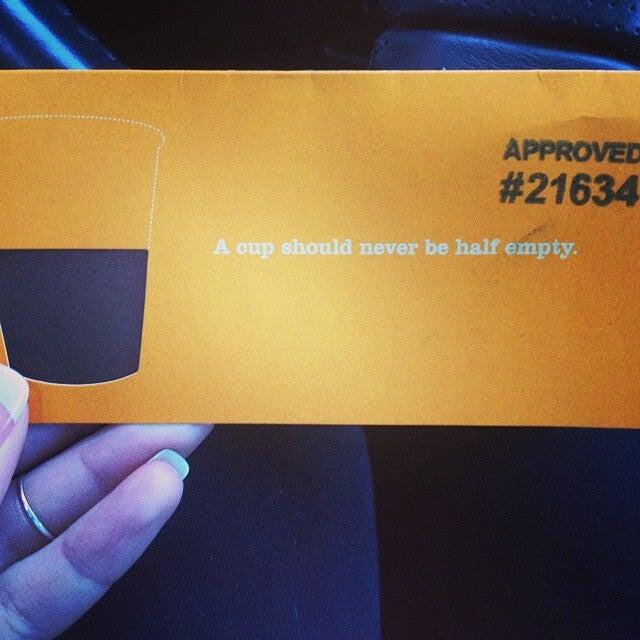 APPROVED
#21634
A cup should never be half empty.